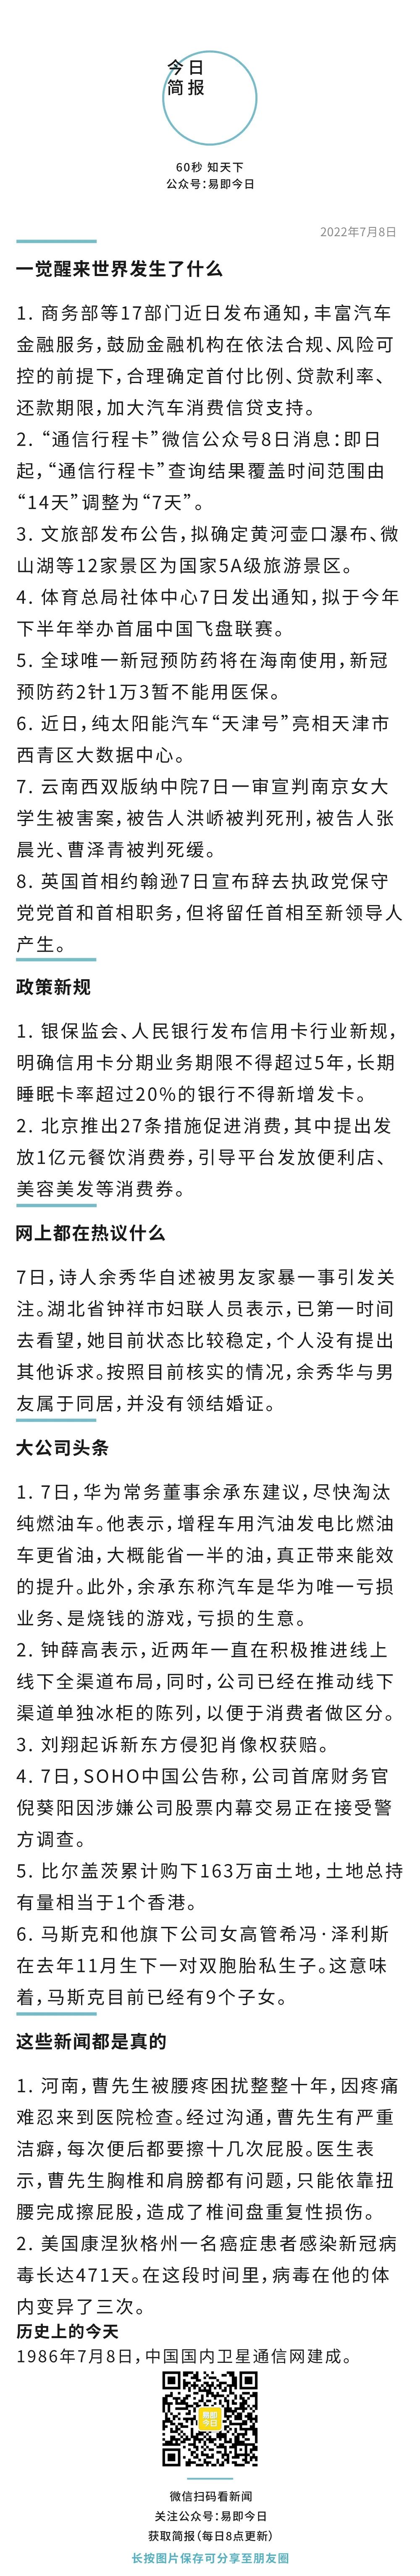 今日
简报
60秒 知天下
公众号：易即今日
2022年7月8日
一觉醒来世界发生了什么
1. 商务部等17部门近日发布通知，丰富汽车
金融服务，鼓励金融机构在依法合规、风险可
控的前提下，合理确定首付比例、贷款利率、
还款期限，加大汽车消费信贷支持。
2. “通信行程卡”微信公众号8日消息：即日
起，“通信行程卡”查询结果覆盖时间范围由
“14天”调整为“7天”。
3. 文旅部发布公告，拟确定黄河壶口瀑布、微
山湖等12家景区为国家5A级旅游景区。
4. 体育总局社体中心7日发出通知，拟于今年
下半年举办首届中国飞盘联赛。
5. 全球唯一新冠预防药将在海南使用，新冠
预防药2针1万3暂不能用医保。
6. 近日，纯太阳能汽车“天津号”亮相天津市
西青区大数据中心。
7. 云南西双版纳中院7日一审宣判南京女大
学生被害案，被告人洪峤被判死刑，被告人张
晨光、曹泽青被判死缓。
8. 英国首相约翰逊7日宣布辞去执政党保守
党党首和首相职务，但将留任首相至新领导人
产生。
政策新规
1. 银保监会、人民银行发布信用卡行业新规，
明确信用卡分期业务期限不得超过5年，长期
睡眠卡率超过20%的银行不得新增发卡。
2. 北京推出27条措施促进消费，其中提出发
放1亿元餐饮消费券，引导平台发放便利店、
美容美发等消费券。
网上都在热议什么
7日，诗人余秀华自述被男友家暴一事引发关
注。湖北省钟祥市妇联人员表示，已第一时间
去看望，她目前状态比较稳定，个人没有提出
其他诉求。按照目前核实的情况，余秀华与男
友属于同居，并没有领结婚证。
大公司头条
1. 7日，华为常务董事余承东建议，尽快淘汰
纯燃油车。他表示，增程车用汽油发电比燃油
车更省油，大概能省一半的油，真正带来能效
的提升。此外，余承东称汽车是华为唯一亏损
业务、是烧钱的游戏，亏损的生意。
2. 钟薛高表示，近两年一直在积极推进线上
线下全渠道布局，同时，公司已经在推动线下
渠道单独冰柜的陈列，以便于消费者做区分。
3. 刘翔起诉新东方侵犯肖像权获赔。
4. 7日，SOHO中国公告称，公司首席财务官
倪葵阳因涉嫌公司股票内幕交易正在接受警
方调查。
5. 比尔盖茨累计购下163万亩土地，土地总持
有量相当于1个香港。
6. 马斯克和他旗下公司女高管希冯·泽利斯
在去年11月生下一对双胞胎私生子。这意味
着，马斯克目前已经有9个子女。
这些新闻都是真的
1. 河南，曹先生被腰疼困扰整整十年，因疼痛
难忍来到医院检查。经过沟通，曹先生有严重
洁癖，每次便后都要擦十几次屁股。医生表
示，曹先生胸椎和肩膀都有问题，只能依靠扭
腰完成擦屁股，造成了椎间盘重复性损伤。
2. 美国康涅狄格州一名癌症患者感染新冠病
毒长达471天。在这段时间里，病毒在他的体
内变异了三次。
历史上的今天
1986年7月8日，中国国内卫星通信网建成。
易即
今日
微信扫码看新闻
关注公众号：易即今日
获取简报（每日8点更新）
长按图片保存可分享至朋友圈